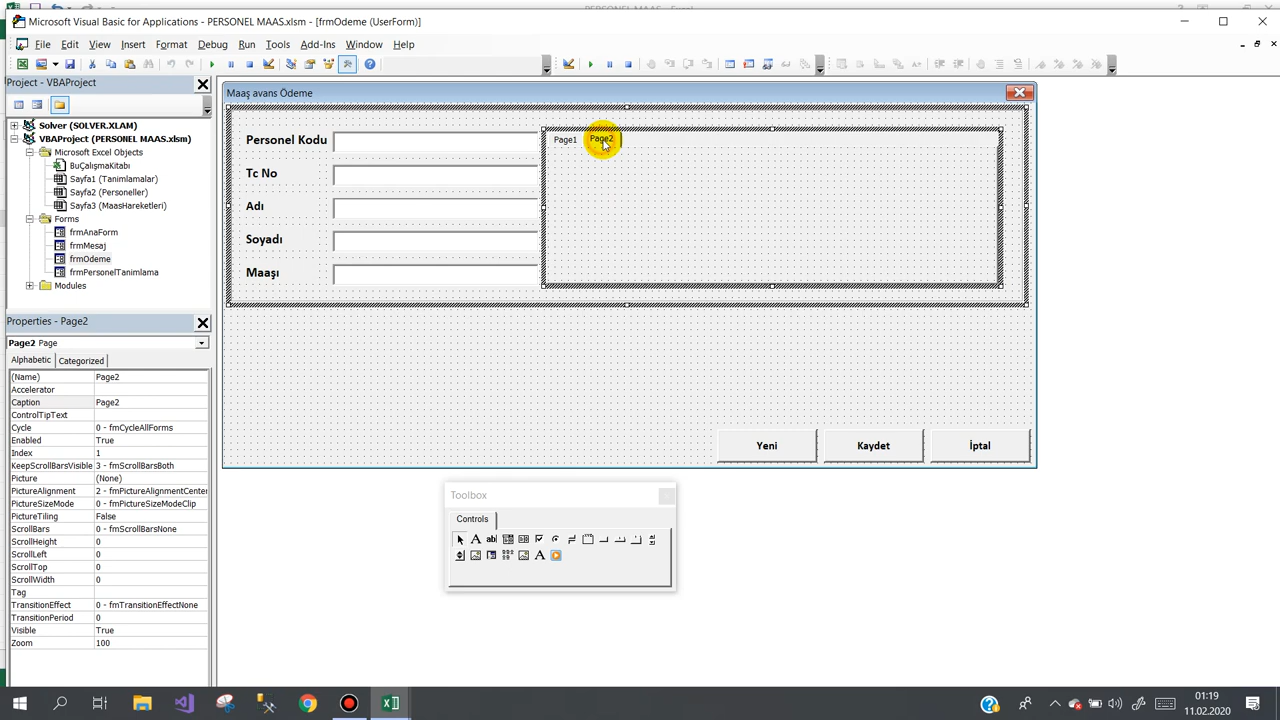 PERSONEL MAAS - Excel
Microsoft Visual Basic for Applications - PERSONEL MAAS.xlsm - [frmOdeme (UserForm)]
File Edit View Insert Format Debug Run Tools Add-Ins Window Help
Project - VBAProject
Solver (SOLVER.XLAM)
VBAProject (PERSONEL MAAS.xlsm)
Microsoft Excel Objects
BuÇalışmaKitabı
Sayfa1 (Tanimlamalar)
Sayfa2 (Personeller)
Sayfa3 (MaasHareketleri)
Forms
frmAnaForm
frmMesaj
frmOdeme
frmPersonelTanimlama
Modules
Properties - Page2
Page2 Page
Alphabetic Categorized
(Name) Page2
Accelerator
Caption Page2
ControlTipText
Cycle 0 - fmCycleAllForms
Enabled True
Index 1
KeepScrollBarsVisible 3 - fmScrollBarsBoth
Picture (None)
PictureAlignment 2 - fmPictureAlignmentCenter
PictureSizeMode 0 - fmPictureSizeModeClip
PictureTiling False
ScrollBars 0 - fmScrollBarsNone
ScrollHeight 0
ScrollLeft 0
ScrollTop 0
ScrollWidth 0
Tag
TransitionEffect 0 - fmTransitionEffectNone
TransitionPeriod 0
Visible True
Zoom 100
Maaş avans Ödeme
Personel Kodu
Tc No
Adı
Soyadı
Maaşı
Page1 Page2
Yeni Kaydet İptal
Toolbox
Controls
01:19
11.02.2020